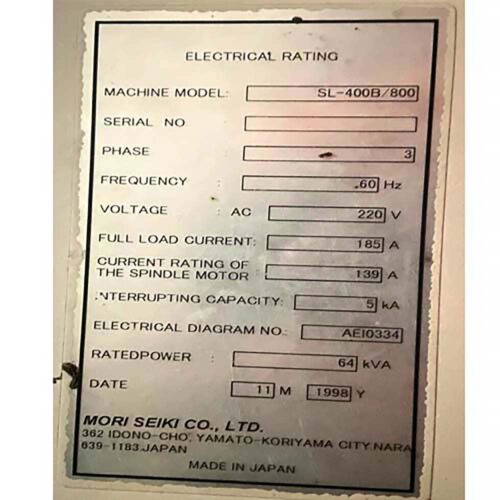 ELECTRICAL RATING
MACHINE MODEL: SL-400B/800
SERIAL NO
PHASE 3
FREQUENCY : .60 Hz
VOLTAGE : AC 220 V
FULL LOAD CURRENT: 185 A
CURRENT RATING OF
THE SPINDLE MOTOR : 139 A
INTERRUPTING CAPACITY: 5 kA
ELECTRICAL DIAGRAM NO.: AEI0334
RATEDPOWER : 64 kVA
DATE 11 M 1998 Y
MORI SEIKI CO., LTD.
362 IDONO-CHO, YAMATO-KORIYAMA CITY.NARA
639-1183.JAPAN
MADE IN JAPAN